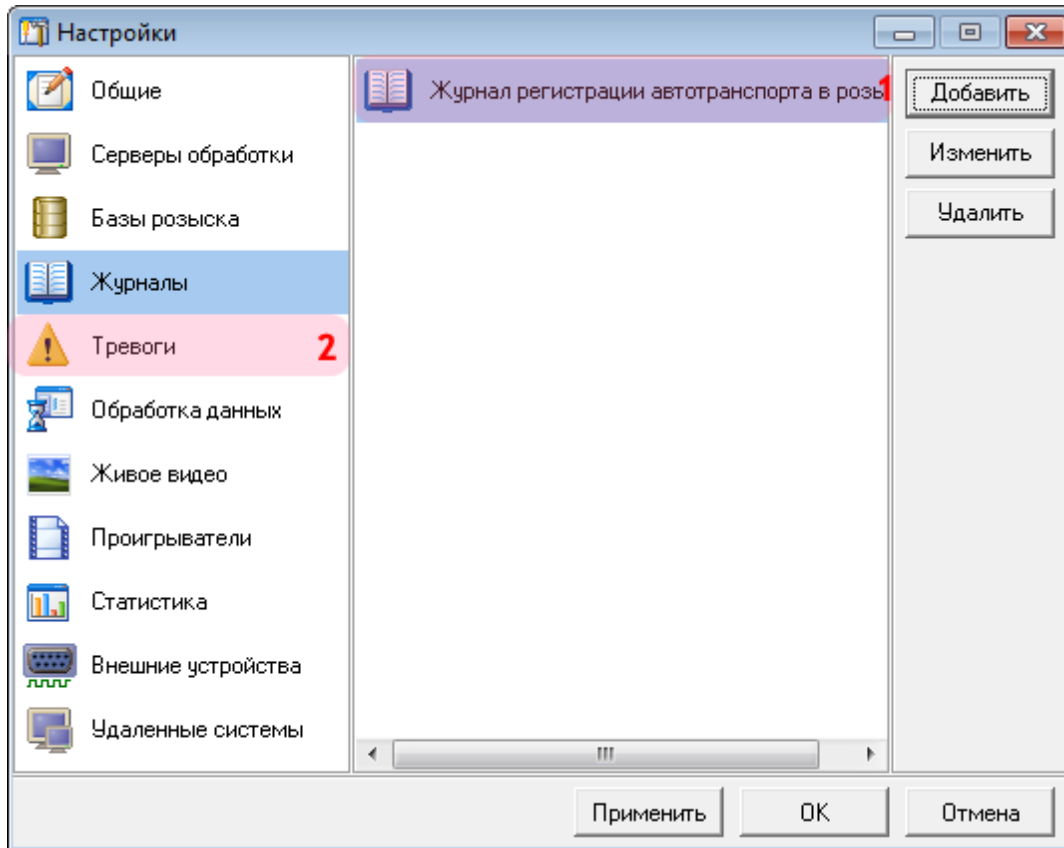 Настройки
Общие
Серверы обработки
Базы розыска
Журналы
Тревоги 2
Обработка данных
Живое видео
Проигрыватели
Статистика
Внешние устройства
Удаленные системы
Журнал регистрации автотранспорта в розы 1
Добавить
Изменить
Удалить
Применить
OK
Отмена